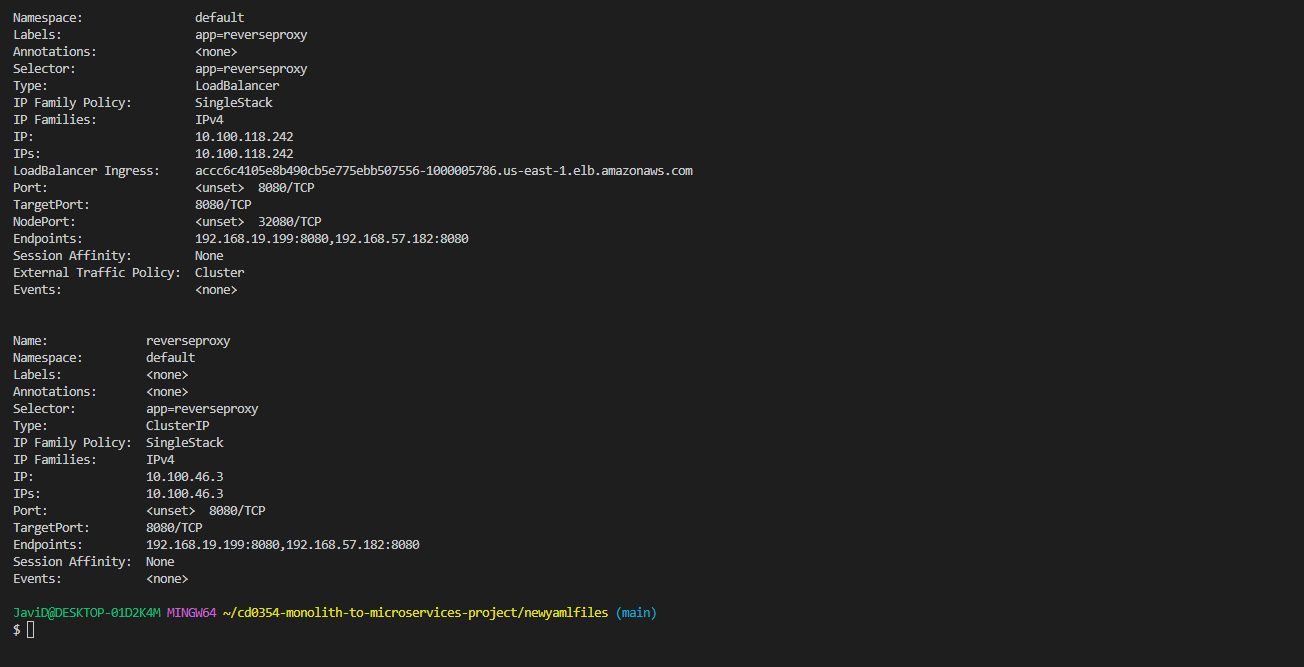 Namespace:                default
Labels:                   app=reverseproxy
Annotations:              <none>
Selector:                 app=reverseproxy
Type:                     LoadBalancer
IP Family Policy:         SingleStack
IP Families:              IPv4
IP:                       10.100.118.242
IPs:                      10.100.118.242
LoadBalancer Ingress:     accc6c4105e8b490cb5e775ebb507556-1000005786.us-east-1.elb.amazonaws.com
Port:                     <unset>  8080/TCP
TargetPort:               8080/TCP
NodePort:                 <unset>  32080/TCP
Endpoints:                192.168.19.199:8080,192.168.57.182:8080
Session Affinity:         None
External Traffic Policy:  Cluster
Events:                   <none>
Name:              reverseproxy
Namespace:         default
Labels:            <none>
Annotations:       <none>
Selector:          app=reverseproxy
Type:              ClusterIP
IP Family Policy:  SingleStack
IP Families:       IPv4
IP:                10.100.46.3
IPs:               10.100.46.3
Port:              <unset>  8080/TCP
TargetPort:        8080/TCP
Endpoints:         192.168.19.199:8080,192.168.57.182:8080
Session Affinity:  None
Events:            <none>
JaviD@DESKTOP-01D2K4M MINGW64 ~/cd0354-monolith-to-microservices-project/newyamlfiles (main)
$